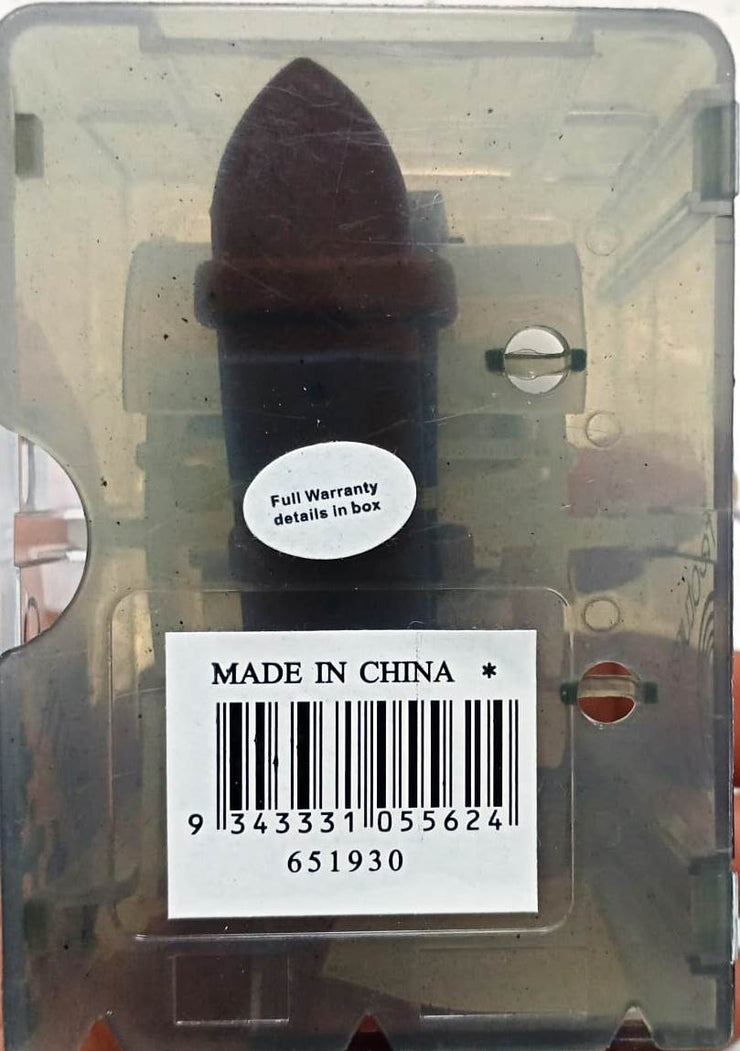 Full Warranty
details in box
MADE IN CHINA *
9 343331 055624
651930